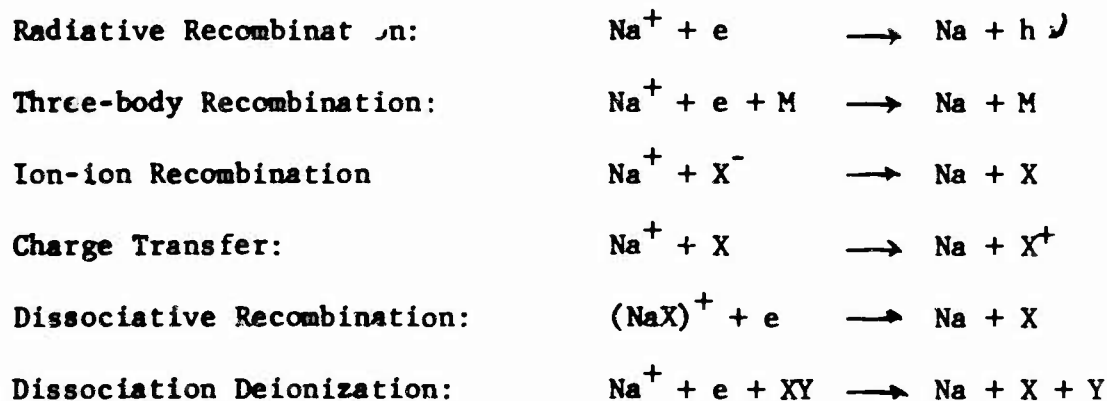 Radiative Recombinat on: Na⁺ + e → Na + h ν
Three-body Recombination: Na⁺ + e + M → Na + M
Ion-ion Recombination Na⁺ + X⁻ → Na + X
Charge Transfer: Na⁺ + X → Na + X⁺
Dissociative Recombination: (NaX)⁺ + e → Na + X
Dissociation Deionization: Na⁺ + e + XY → Na + X + Y